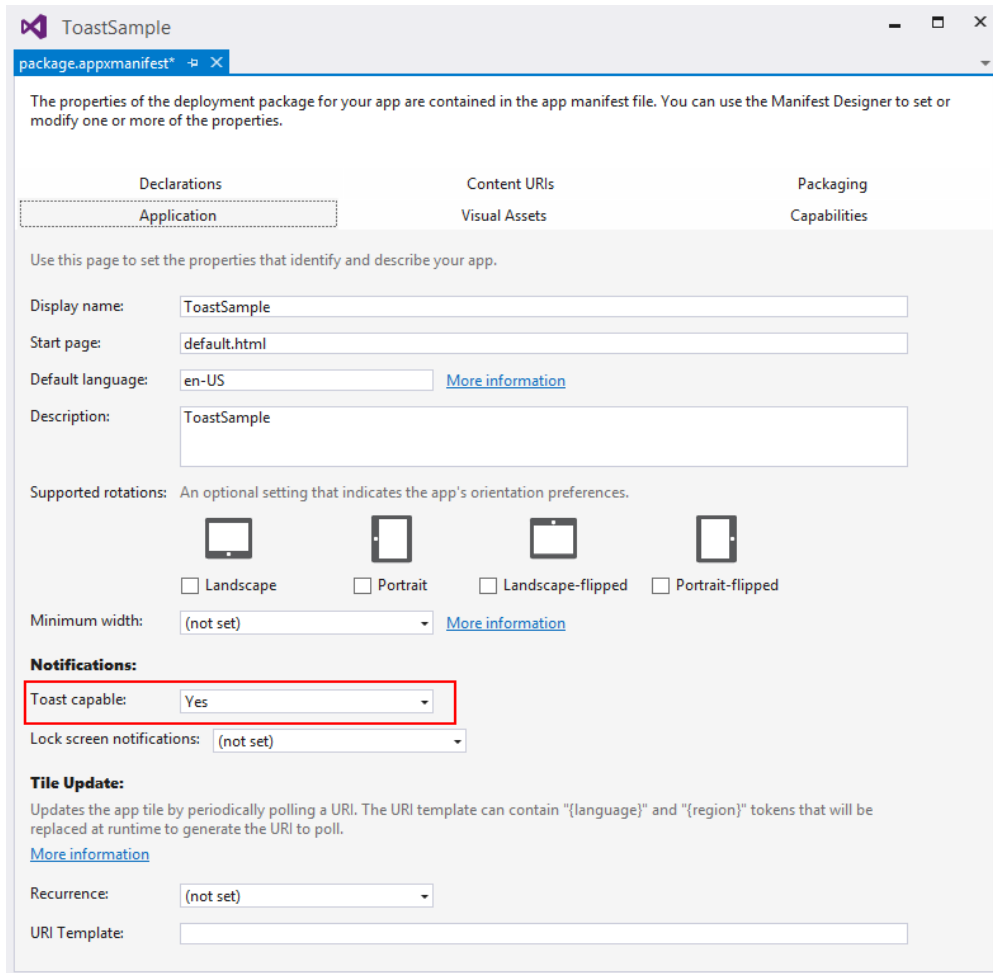 ToastSample
package.appxmanifest*
The properties of the deployment package for your app are contained in the app manifest file. You can use the Manifest Designer to set or
modify one or more of the properties.
Declarations Content URIs Packaging
Application Visual Assets Capabilities
Use this page to set the properties that identify and describe your app.
Display name: ToastSample
Start page: default.html
Default language: en-US More information
Description: ToastSample
Supported rotations: An optional setting that indicates the app's orientation preferences.
Landscape Portrait Landscape-flipped Portrait-flipped
Minimum width: (not set) More information
Notifications:
Toast capable: Yes
Lock screen notifications: (not set)
Tile Update:
Updates the app tile by periodically polling a URI. The URI template can contain "{language}" and "{region}" tokens that will be
replaced at runtime to generate the URI to poll.
More information
Recurrence: (not set)
URI Template: